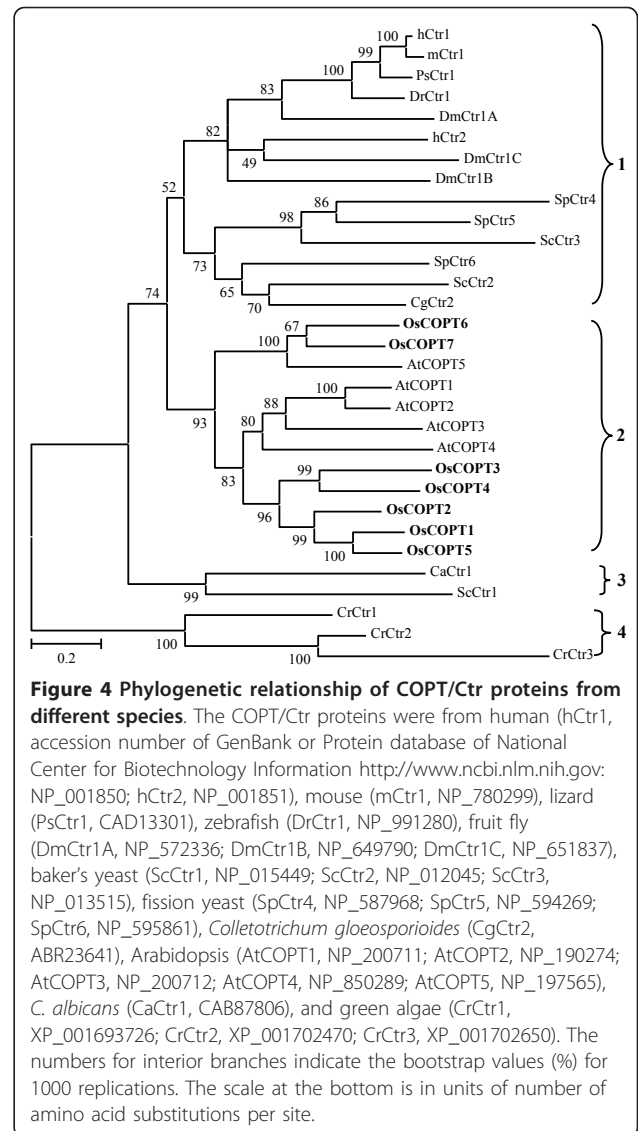 100
hCtr1
99
mCtr1
100
PsCtr1
83
DrCtr1
DmCtr1A
82
hCtr2
49
DmCtr1C
DmCtr1B
1
52
86
SpCtr4
98
SpCtr5
ScCtr3
73
SpCtr6
65
ScCtr2
74
70
CgCtr2
67
OsCOPT6
100
OsCOPT7
AtCOPT5
100
AtCOPT1
88
AtCOPT2
93
80
AtCOPT3
AtCOPT4
2
83
99
OsCOPT3
OsCOPT4
96
OsCOPT2
99
OsCOPT1
100
OsCOPT5
CaCtr1
3
99
ScCtr1
CrCtr1
4
100
CrCtr2
100
CrCtr3
0.2
Figure 4 Phylogenetic relationship of COPT/Ctr proteins from
different species. The COPT/Ctr proteins were from human (hCtr1,
accession number of GenBank or Protein database of National
Center for Biotechnology Information http://www.ncbi.nlm.nih.gov:
NP_001850; hCtr2, NP_001851), mouse (mCtr1, NP_780299), lizard
(PsCtr1, CAD13301), zebrafish (DrCtr1, NP_991280), fruit fly
(DmCtr1A, NP_572336; DmCtr1B, NP_649790; DmCtr1C, NP_651837),
baker's yeast (ScCtr1, NP_015449; ScCtr2, NP_012045; ScCtr3,
NP_013515), fission yeast (SpCtr4, NP_587968; SpCtr5, NP_594269;
SpCtr6, NP_595861), Colletotrichum gloeosporioides (CgCtr2,
ABR23641), Arabidopsis (AtCOPT1, NP_200711; AtCOPT2, NP_190274;
AtCOPT3, NP_200712; AtCOPT4, NP_850289; AtCOPT5, NP_197565),
C. albicans (CaCtr1, CAB87806), and green algae (CrCtr1,
XP_001693726; CrCtr2, XP_001702470; CrCtr3, XP_001702650). The
numbers for interior branches indicate the bootstrap values (%) for
1000 replications. The scale at the bottom is in units of number of
amino acid substitutions per site.